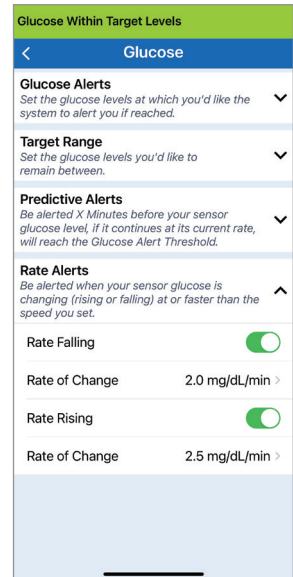 Glucose Within Target Levels
Glucose
Glucose Alerts
Set the glucose levels at which you'd like the
system to alert you if reached.
Target Range
Set the glucose levels you'd like to
remain between.
Predictive Alerts
Be alerted X Minutes before your sensor
glucose level, if it continues at its current rate,
will reach the Glucose Alert Threshold.
Rate Alerts
Be alerted when your sensor glucose is
changing (rising or falling) at or faster than the
speed you set.
Rate Falling
Rate of Change 2.0 mg/dL/min >
Rate Rising
Rate of Change 2.5 mg/dL/min >